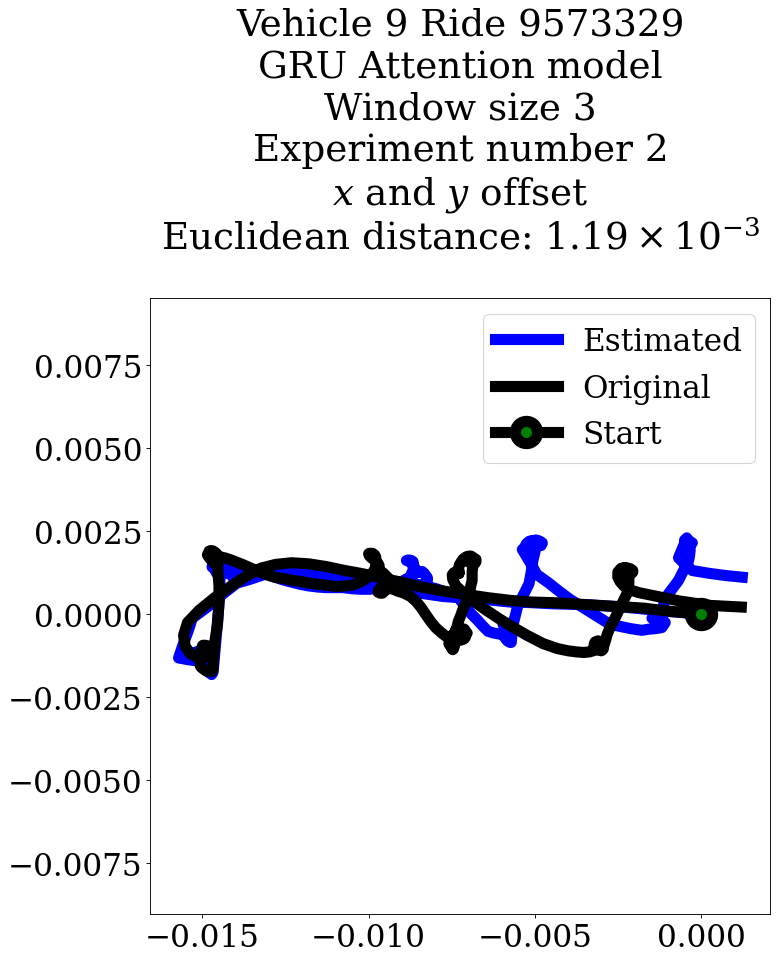 Vehicle 9 Ride 9573329
GRU Attention model
Window size 3
Experiment number 2
x and y offset
Euclidean distance: 1.19 × 10⁻³
Estimated
Original
Start
0.0075
0.0050
0.0025
0.0000
−0.0025
−0.0050
−0.0075
−0.015 −0.010 −0.005 0.000